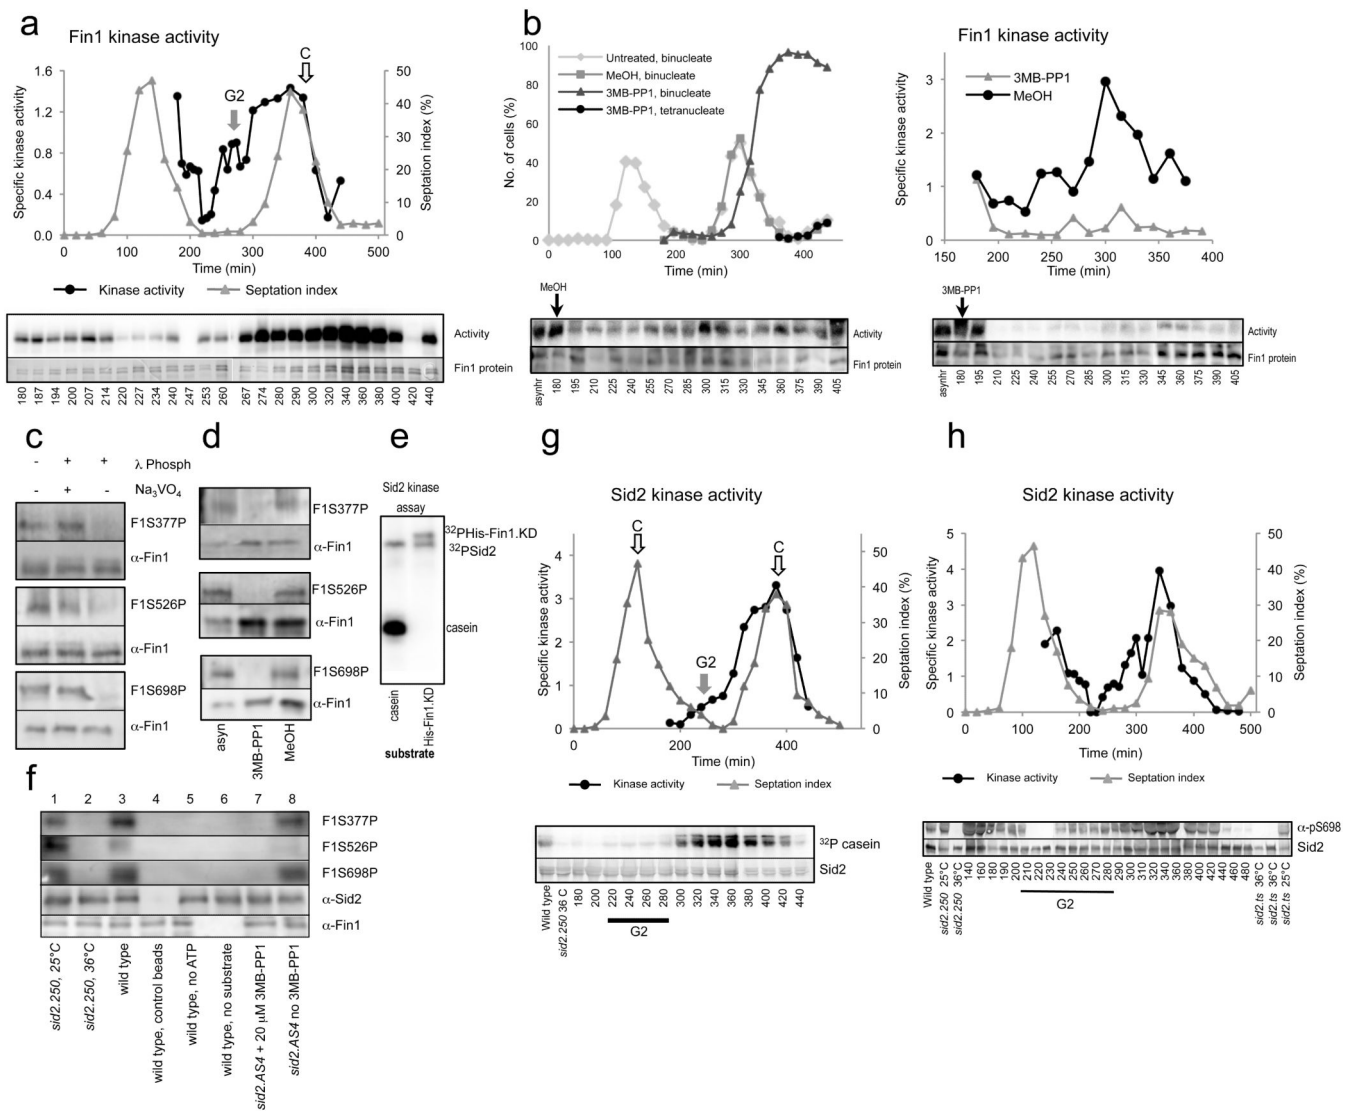 a
Fin1 kinase activity
C
G2
Specific kinase activity
1.6
1.2
0.8
0.4
0.0
50
40
30
20
10
0
Septation index (%)
0 100 200 300 400 500
Time (min)
Kinase activity
Septation index
Activity
Fin1 protein
180 187 194 200 207 214 220 227 234 240 247 253 260 267 274 280 290 300 320 340 360 380 400 420 440
b
Untreated, binucleate
MeOH, binucleate
3MB-PP1, binucleate
3MB-PP1, tetranucleate
No. of cells (%)
100
80
60
40
20
0
0 100 200 300 400
Time (min)
MeOH
Activity
Fin1 protein
asynhr 180 195 210 225 240 255 270 285 300 315 330 345 360 375 390 405
Fin1 kinase activity
3MB-PP1
MeOH
Specific kinase activity
3
2
1
0
150 200 250 300 350 400
Time (min)
3MB-PP1
Activity
Fin1 protein
asynhr 180 195 210 225 240 255 270 285 300 315 330 345 360 375 390 405
c
- + + λ Phosph
- + - Na3VO4
F1S377P
α-Fin1
F1S526P
α-Fin1
F1S698P
α-Fin1
d
F1S377P
α-Fin1
F1S526P
α-Fin1
F1S698P
α-Fin1
asyn
3MB-PP1
MeOH
e
Sid2 kinase
assay
32PHis-Fin1.KD
32PSid2
casein
casein
His-Fin1.KD
substrate
f
1 2 3 4 5 6 7 8
F1S377P
F1S526P
F1S698P
α-Sid2
α-Fin1
sid2.250, 25°C
sid2.250, 36°C
wild type
wild type, control beads
wild type, no ATP
wild type, no substrate
sid2.AS4 + 20 µM 3MB-PP1
sid2.AS4 no 3MB-PP1
g
Sid2 kinase activity
C
C
G2
Specific kinase activity
4
3
2
1
0
50
40
30
20
10
0
Septation index (%)
0 200 400
Time (min)
Kinase activity
Septation index
32P casein
Sid2
Wild type
sid2.250 36 C
180 200 220 240 260 280 300 320 340 360 380 400 420 440
G2
h
Sid2 kinase activity
Specific kinase activity
5
4
3
2
1
0
50
40
30
20
10
0
Septation index (%)
0 100 200 300 400 500
Time (min)
Kinase activity
Septation index
α-pS698
Sid2
Wild type
sid2.250 25°C
sid2.250 36°C
140 160 180 190 200 210 220 230 240 250 260 270 280 290 300 310 320 340 360 380 400 420 440 460 480
sid2.ts 36°C
sid2.ts 36°C
sid2.ts 25°C
G2